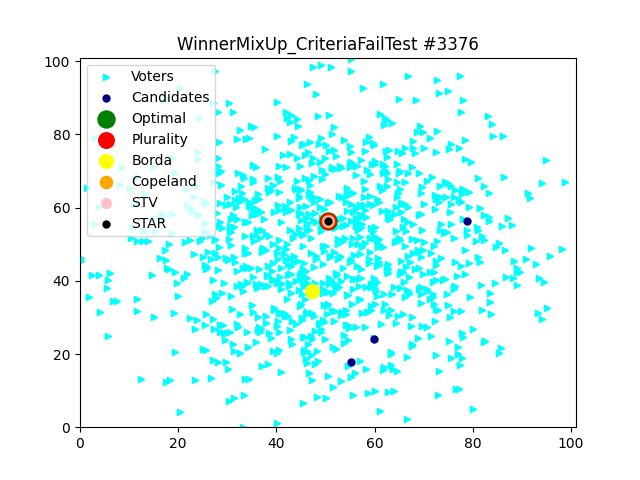 WinnerMixUp_CriteriaFailTest #3376
100
80
60
40
20
0
Voters
Candidates
Optimal
Plurality
Borda
Copeland
STV
STAR
0 20 40 60 80 100